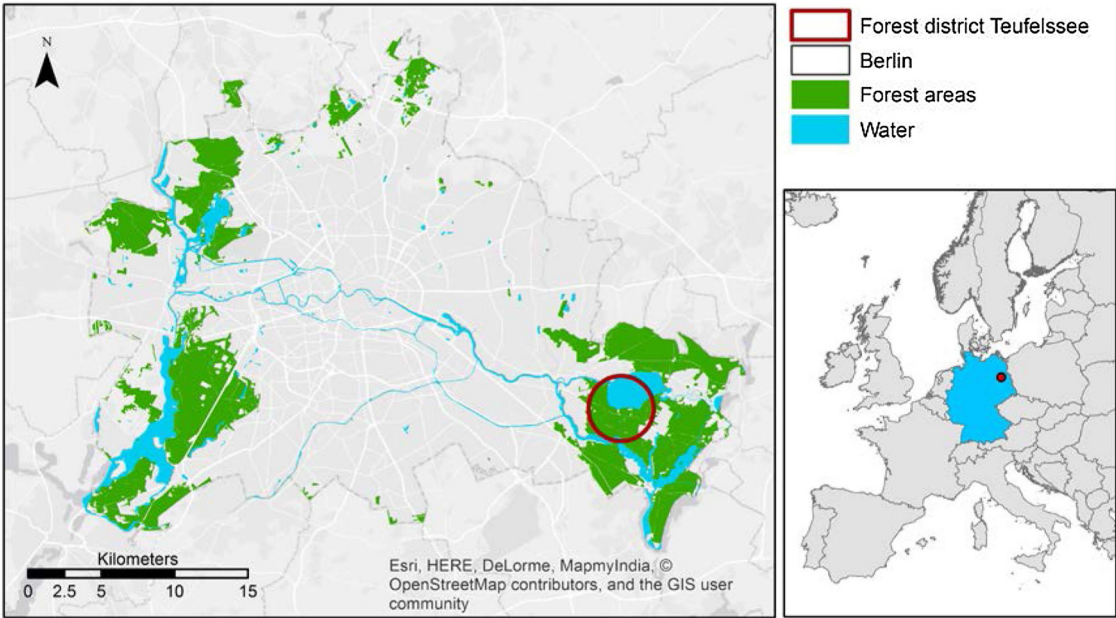 N
Forest district Teufelssee
Berlin
Forest areas
Water
Kilometers
0 2.5 5 10 15
Esri, HERE, DeLorme, MapmyIndia, ©
OpenStreetMap contributors, and the GIS user
community